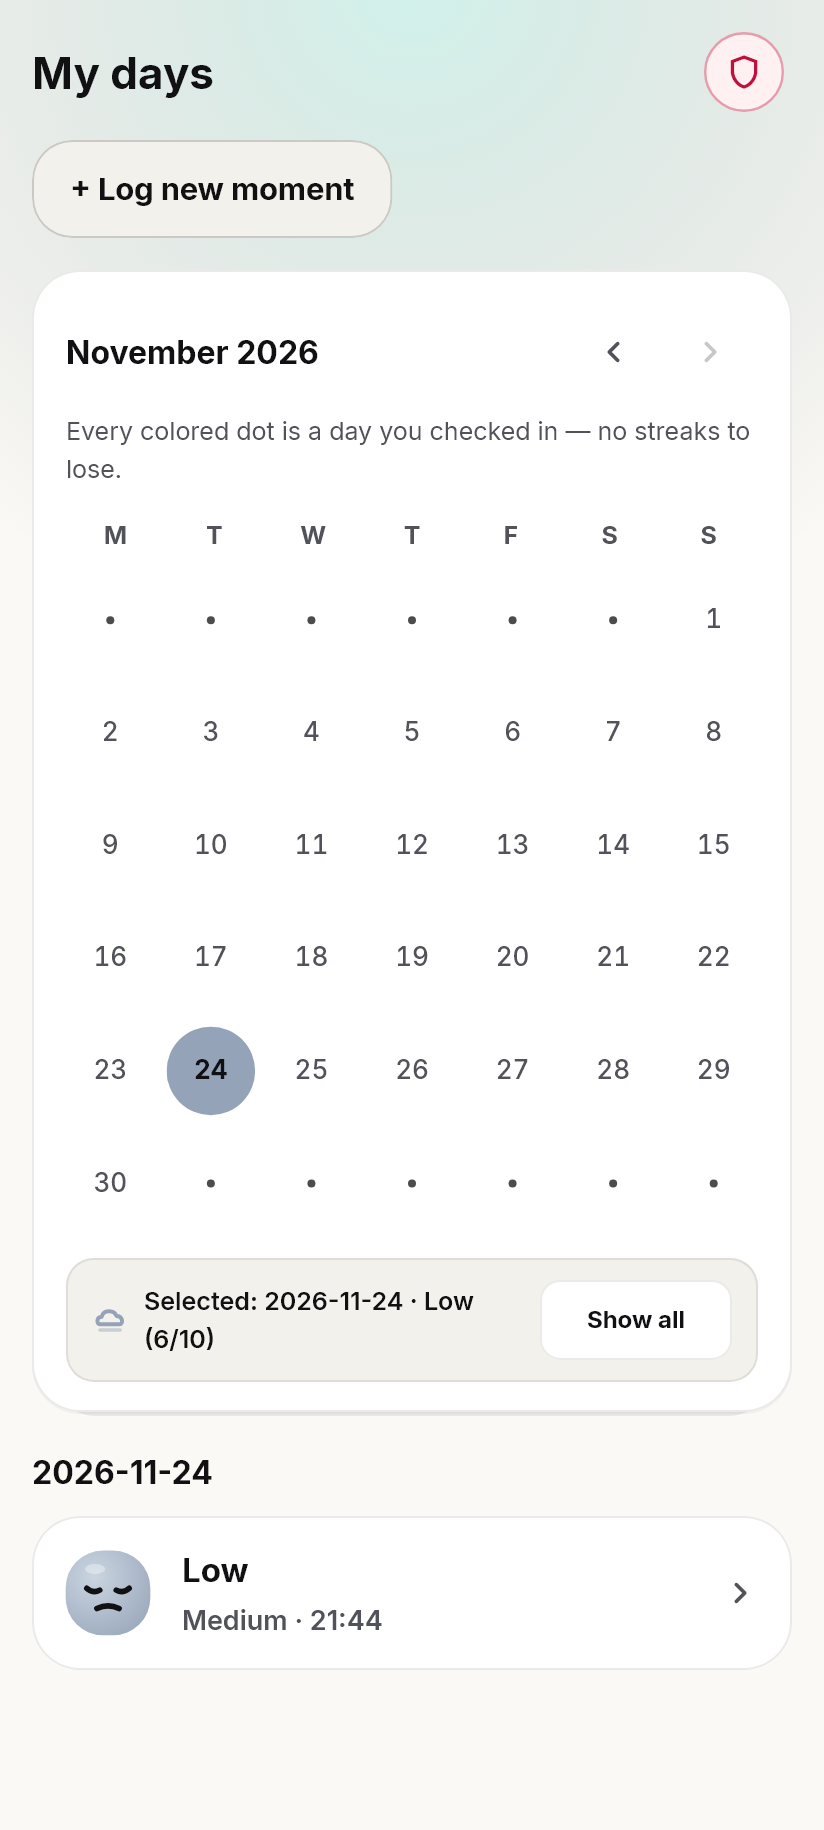 My days
+ Log new moment
November 2026
Every colored dot is a day you checked in — no streaks to
lose.
M T W T F S S
• • • • • • 1
2 3 4 5 6 7 8
9 10 11 12 13 14 15
16 17 18 19 20 21 22
23 24 25 26 27 28 29
30 • • • • • •
Selected: 2026-11-24 · Low
(6/10)
Show all
2026-11-24
Low
Medium · 21:44